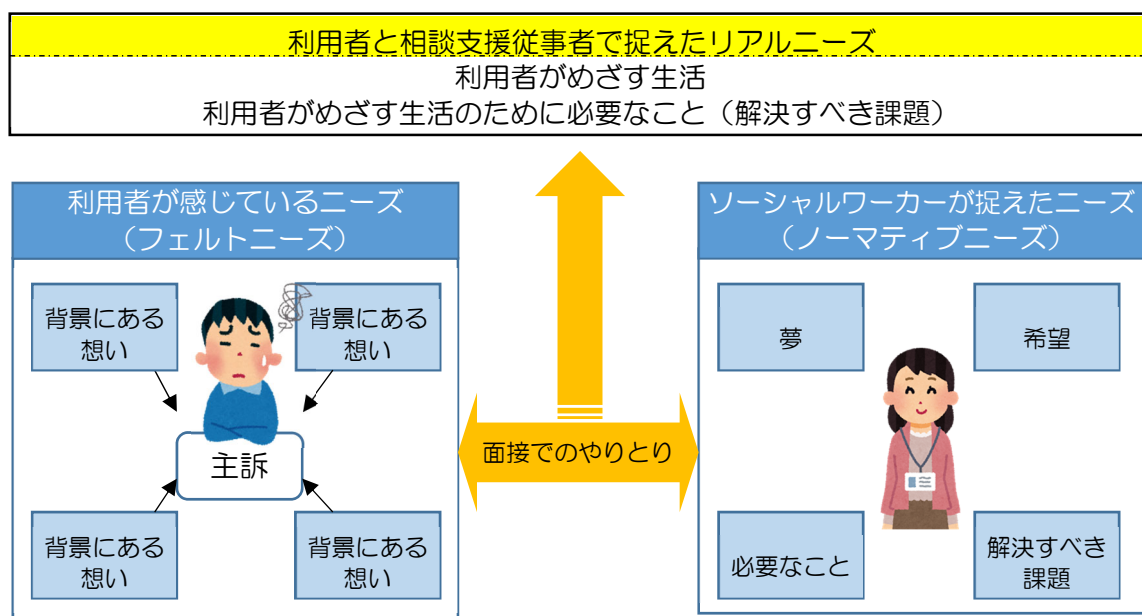 利用者と相談支援従事者で捉えたリアルニーズ
利用者がめざす生活
利用者がめざす生活のために必要なこと（解決すべき課題）
利用者が感じているニーズ
（フェルトニーズ）
背景にある
想い
背景にある
想い
主訴
背景にある
想い
背景にある
想い
面接でのやりとり
ソーシャルワーカーが捉えたニーズ
（ノーマティブニーズ）
夢
希望
必要なこと
解決すべき
課題